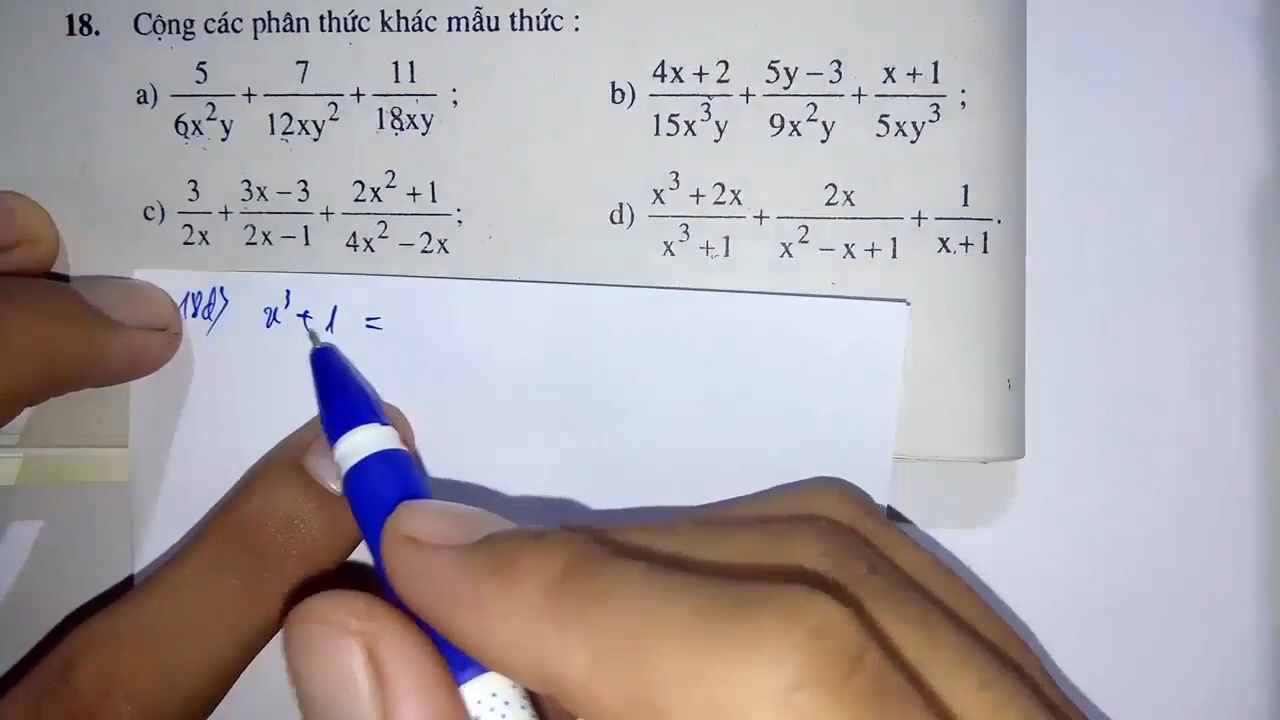 18. Cộng các phân thức khác mẫu thức :
a) 5/(6x²y) + 7/(12xy²) + 11/(18xy) ; b) (4x + 2)/(15x³y) + (5y − 3)/(9x²y) + (x + 1)/(5xy³) ;
c) 3/(2x) + (3x − 3)/(2x − 1) + (2x² + 1)/(4x² − 2x) ; d) (x³ + 2x)/(x³ + 1) + 2x/(x² − x + 1) + 1/(x + 1) .
18d) x³ + 1 =